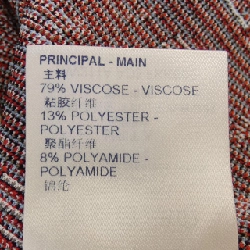 PRINCIPAL - MAIN
主料
79% VISCOSE - VISCOSE
粘胶纤维
13% POLYESTER -
POLYESTER
聚酯纤维
8% POLYAMIDE -
POLYAMIDE
锦纶